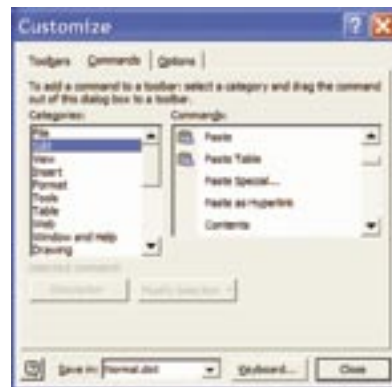 Customize
Toolbars Commands Options
To add a command to a toolbar: select a category and drag the command
out of this dialog box to a toolbar.
Categories: Commands:
File
Edit
View
Insert
Format
Tools
Table
Web
Window and Help
Drawing
Paste
Paste Table
Paste Special...
Paste as Hyperlink
Contents
Selected command:
Description Modify Selection
Save in: Normal.dot Keyboard... Close